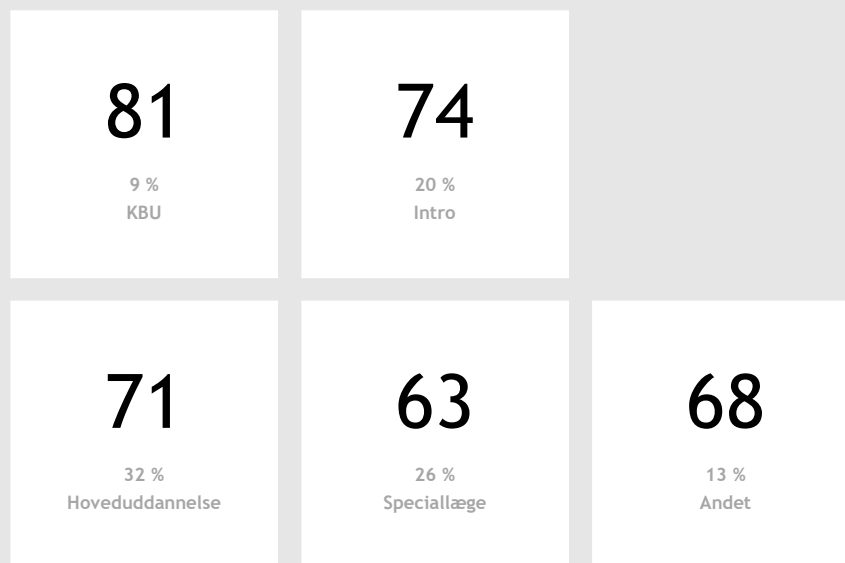 81
9 %
KBU
74
20 %
Intro
71
32 %
Hoveduddannelse
63
26 %
Speciallæge
68
13 %
Andet